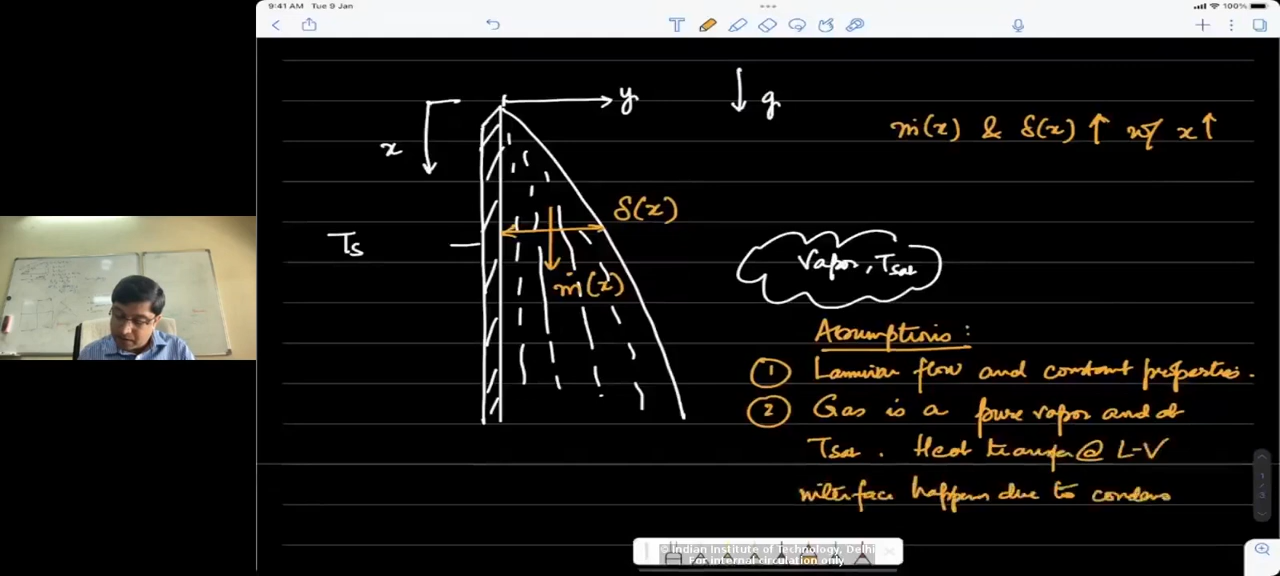 9:41 AM Tue 9 Jan
100%
T
y
g
ṁ(x) & δ(x) ↑ w/ x ↑
x
δ(x)
Ts
Vapor, Tsat
ṁ(x)
Assumptions :
① Laminar flow and constant properties.
② Gas is a pure vapor and at
Tsat . Heat transfer @ L-V
interface happens due to condens
© Indian Institute of Technology, Delhi
For internal circulation only